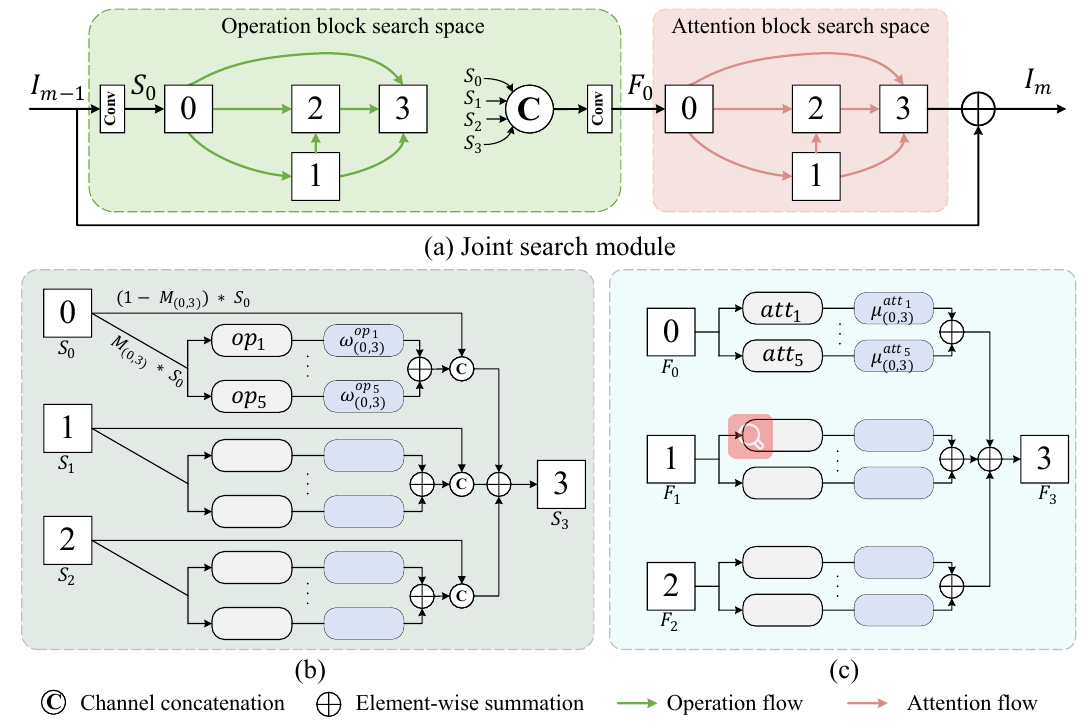 Operation block search space
Attention block search space
I_{m−1}
Conv
S_0
0
1
2
3
S_0
S_1
S_2
S_3
C
Conv
F_0
0
1
2
3
I_m
(a) Joint search module
0
S_0
(1 − M_{(0,3)}) * S_0
M_{(0,3)} * S_0
op_1
ω_{(0,3)}^{op_1}
op_5
ω_{(0,3)}^{op_5}
C
1
S_1
C
2
S_2
C
3
S_3
0
F_0
att_1
μ_{(0,3)}^{att_1}
att_5
μ_{(0,3)}^{att_5}
1
F_1
2
F_2
3
F_3
(b)
(c)
C Channel concatenation
Element-wise summation
Operation flow
Attention flow